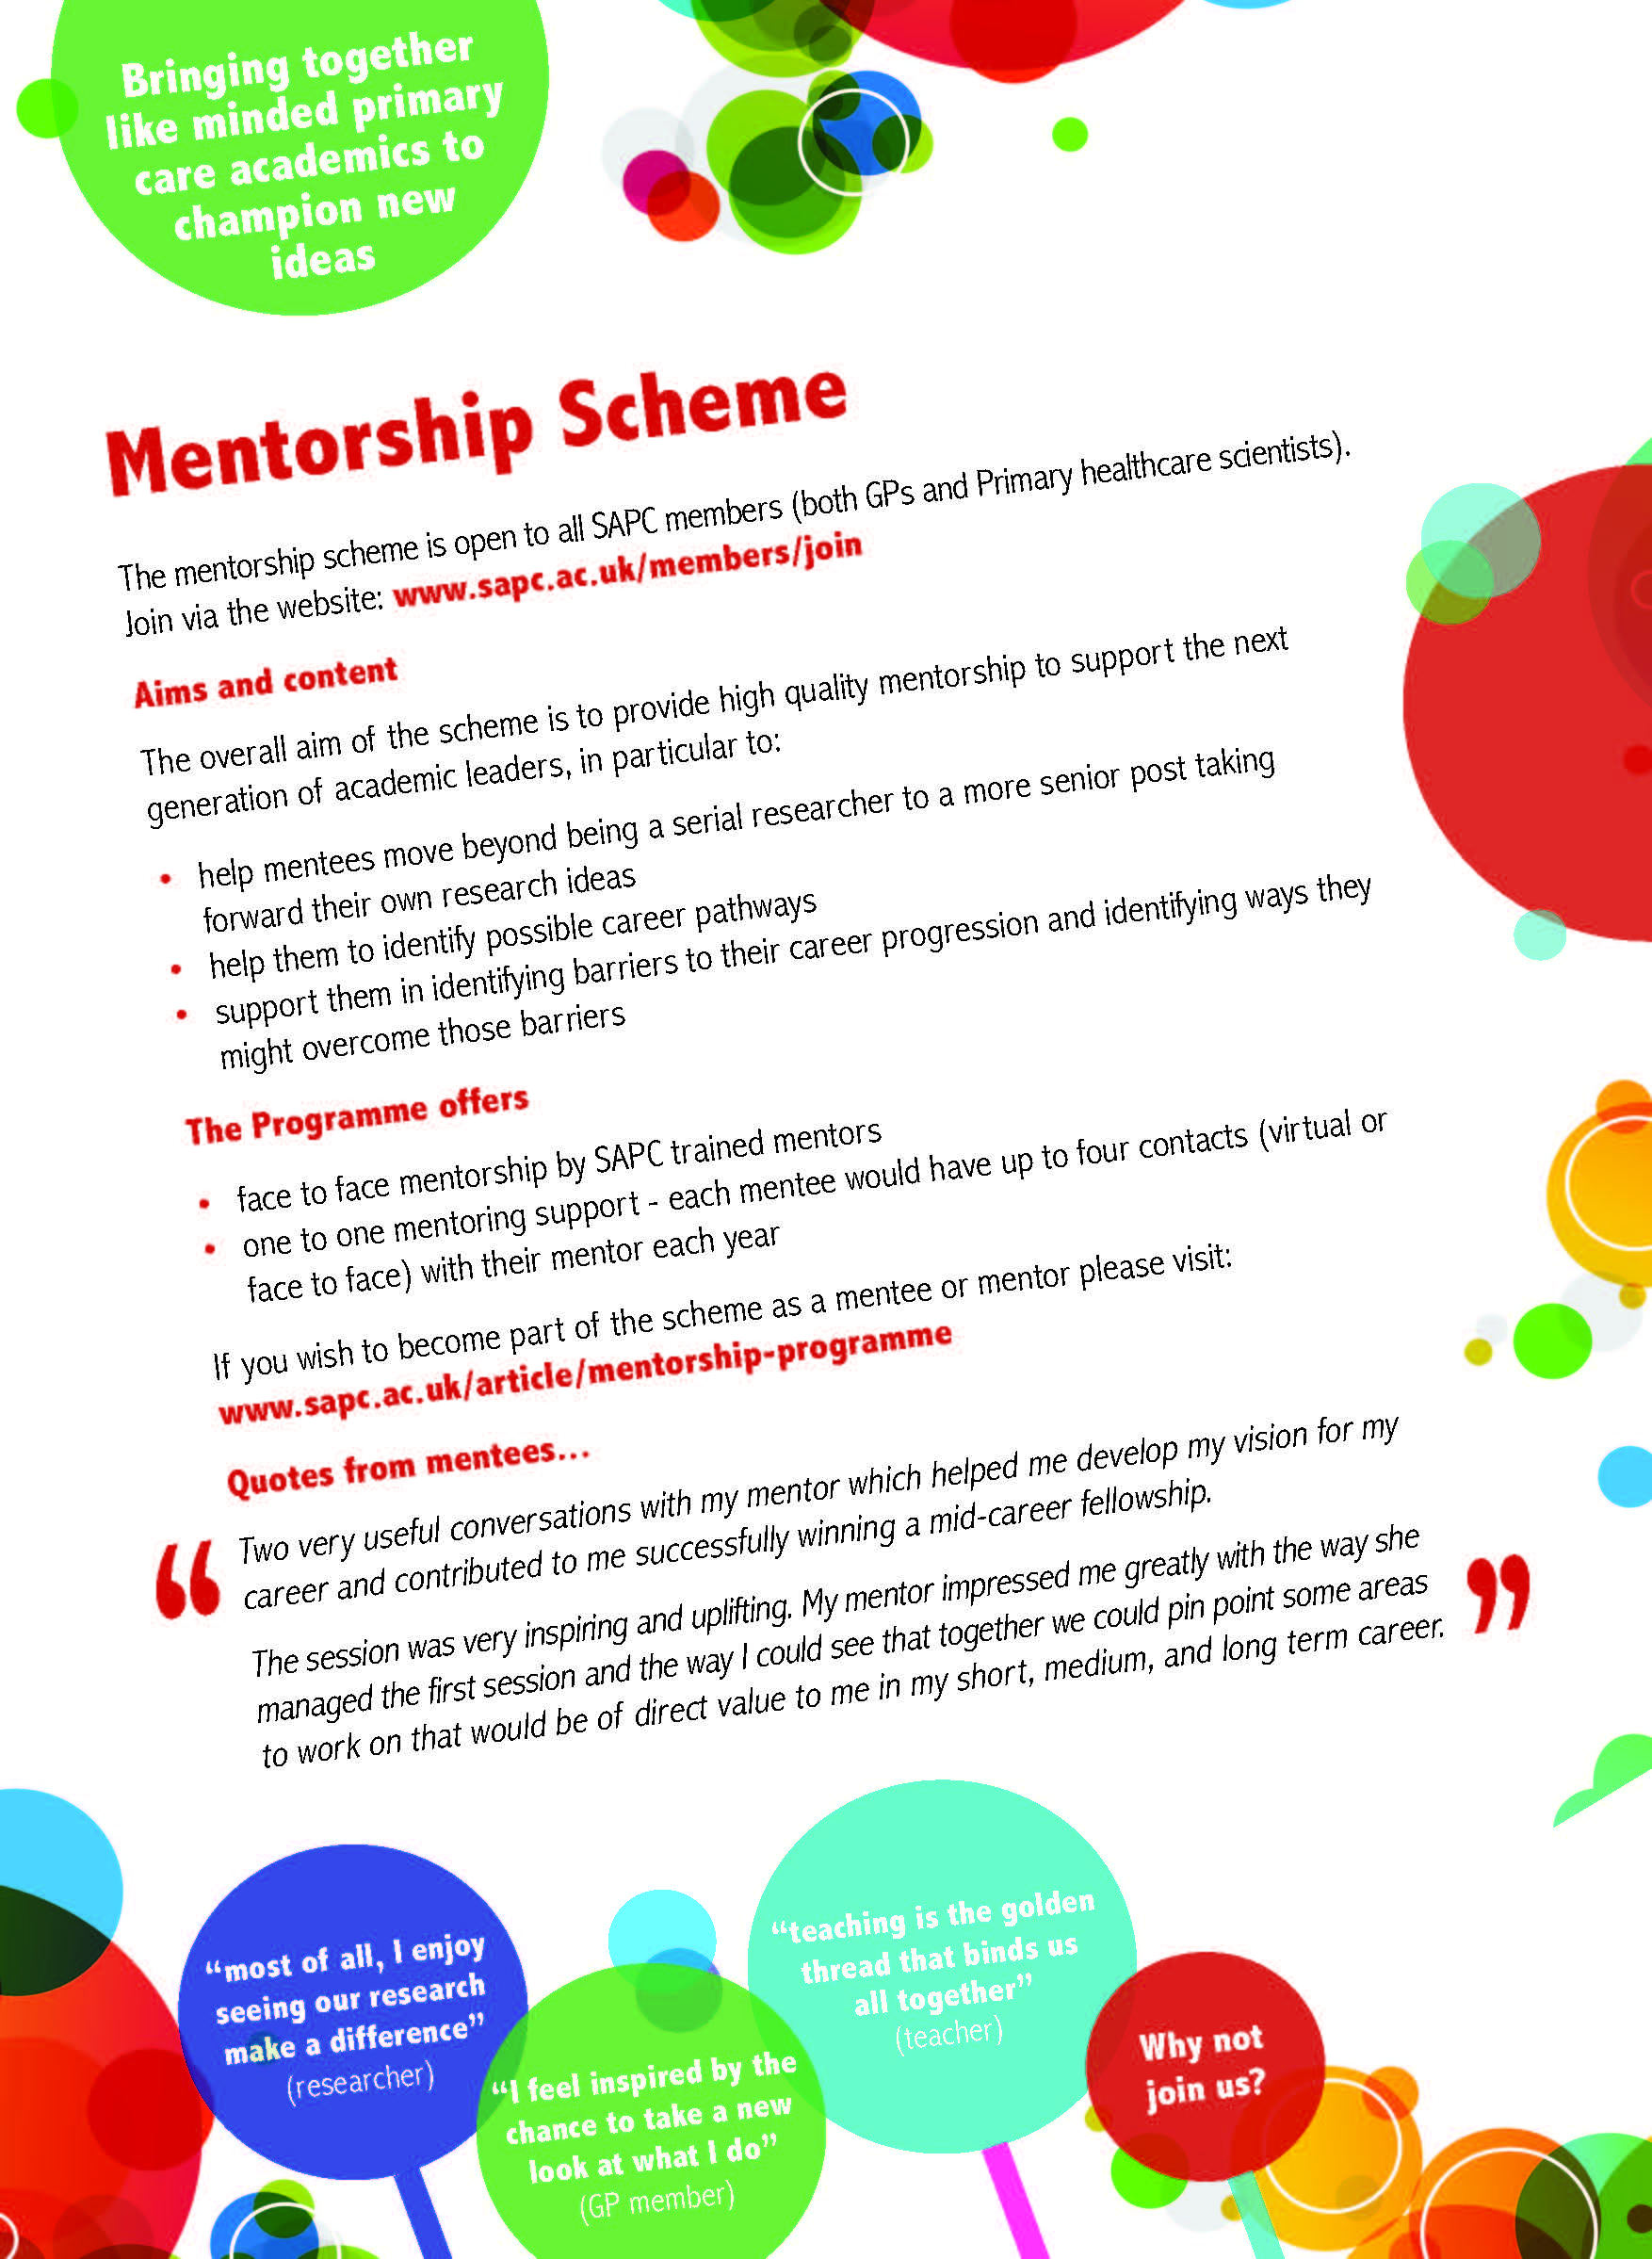 Bringing together
like minded primary
care academics to
champion new
ideas
Mentorship Scheme
The mentorship scheme is open to all SAPC members (both GPs and Primary healthcare scientists).
Join via the website: www.sapc.ac.uk/members/join
Aims and content
The overall aim of the scheme is to provide high quality mentorship to support the next
generation of academic leaders, in particular to:
• help mentees move beyond being a serial researcher to a more senior post taking
forward their own research ideas
• help them to identify possible career pathways
• support them in identifying barriers to their career progression and identifying ways they
might overcome those barriers
The Programme offers
• face to face mentorship by SAPC trained mentors
• one to one mentoring support - each mentee would have up to four contacts (virtual or
face to face) with their mentor each year
If you wish to become part of the scheme as a mentee or mentor please visit:
www.sapc.ac.uk/article/mentorship-programme
Quotes from mentees...
“ Two very useful conversations with my mentor which helped me develop my vision for my
career and contributed to me successfully winning a mid-career fellowship.
The session was very inspiring and uplifting. My mentor impressed me greatly with the way she
managed the first session and the way I could see that together we could pin point some areas
to work on that would be of direct value to me in my short, medium, and long term career. ”
“most of all, I enjoy
seeing our research
make a difference”
(researcher)
“I feel inspired by the
chance to take a new
look at what I do”
(GP member)
“teaching is the golden
thread that binds us
all together”
(teacher)
Why not
join us?